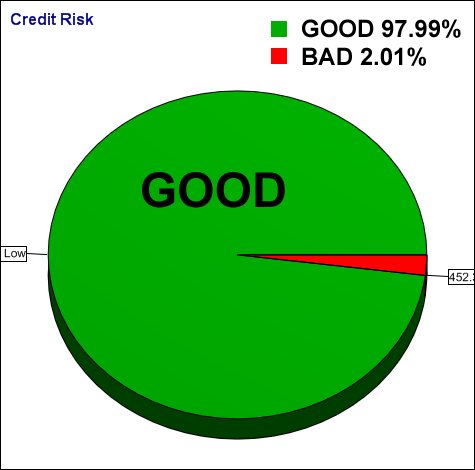 Credit Risk
GOOD 97.99%
BAD 2.01%
GOOD
Low
452.